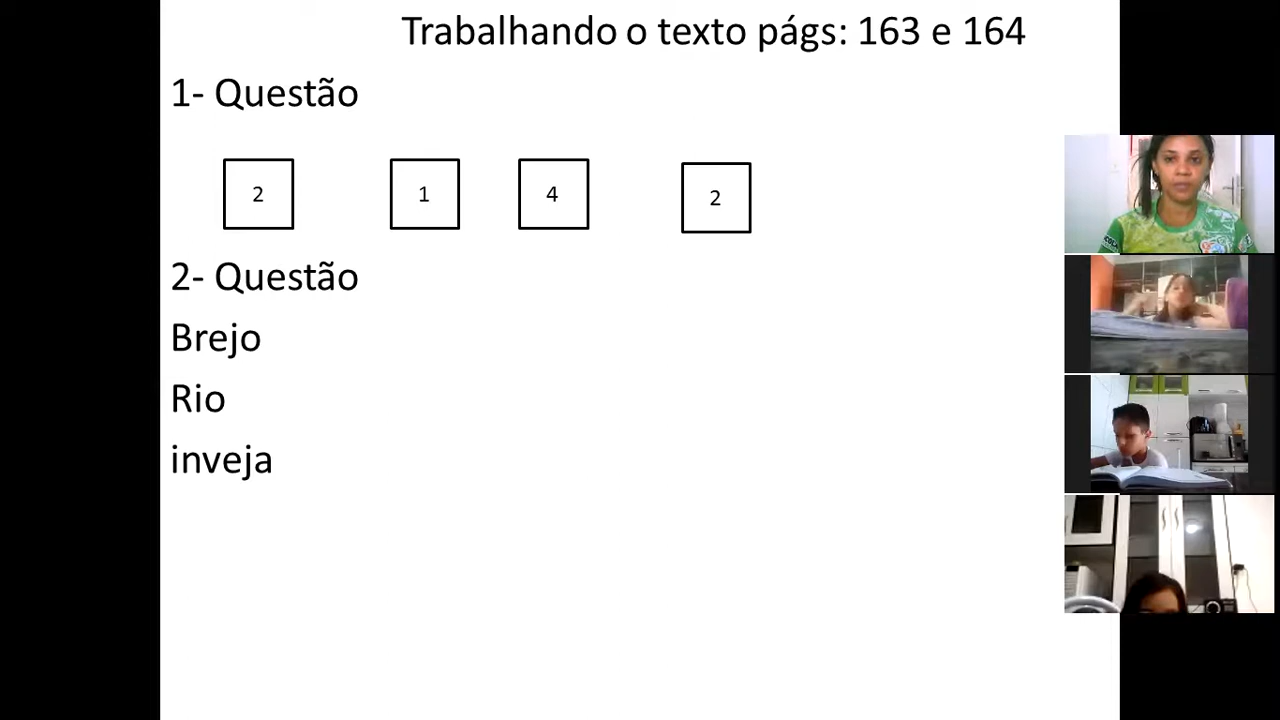 Trabalhando o texto págs: 163 e 164
1- Questão
2 1 4 2
2- Questão
Brejo
Rio
inveja